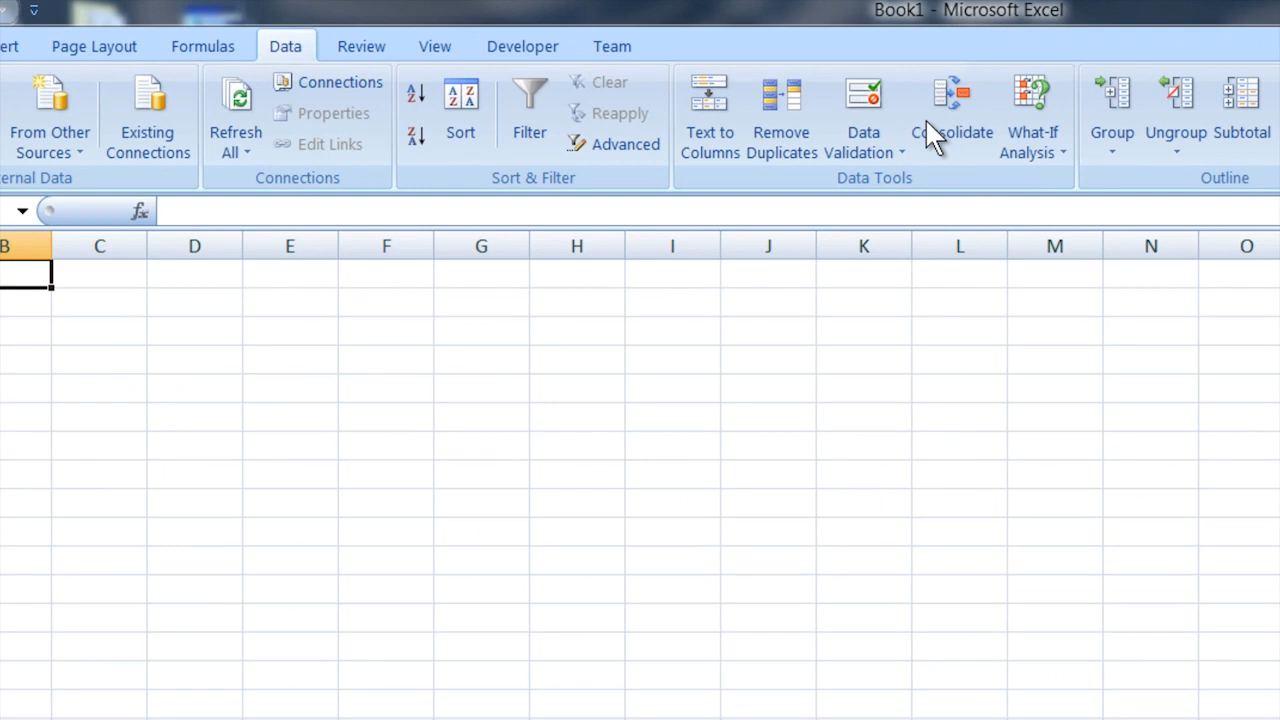 Book1 - Microsoft Excel
ert Page Layout Formulas Data Review View Developer Team
From Other Sources
Existing Connections
Refresh All
Connections
Properties
Edit Links
Sort
Filter
Clear
Reapply
Advanced
Text to Columns
Remove Duplicates
Data Validation
Consolidate
What-If Analysis
Group
Ungroup
Subtotal
ernal Data
Connections
Sort & Filter
Data Tools
Outline
fx
B C D E F G H I J K L M N O